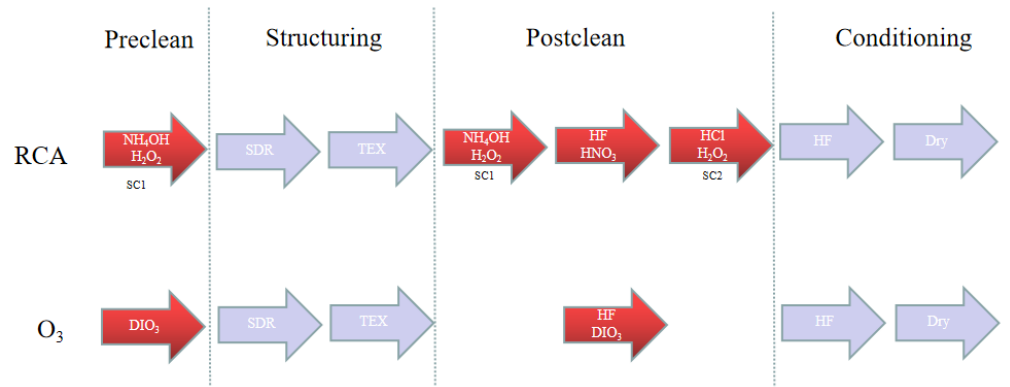 Preclean
Structuring
Postclean
Conditioning
RCA
NH₄OH
H₂O₂
SC1
SDR
TEX
NH₄OH
H₂O₂
SC1
HF
HNO₃
HCl
H₂O₂
SC2
HF
Dry
O₃
DIO₃
SDR
TEX
HF
DIO₃
HF
Dry